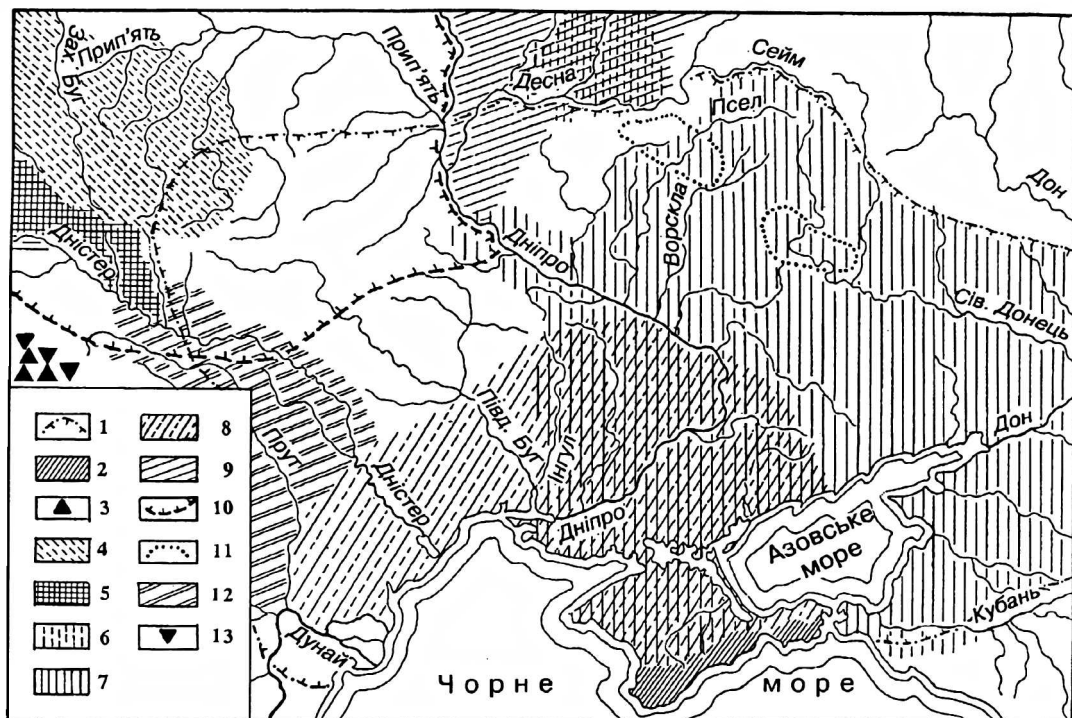 Прип'ять
Зах. Буг
Прип'ять
Десна
Сейм
Псел
Ворскла
Дон
Дністер
Дніпро
Сів. Донець
Півд. Буг
Інгул
Прут
Дністер
Дніпро
Дон
Азовське
море
Кубань
Дунай
Чорне море
1 8
2 9
3 10
4 11
5 12
6 13
7